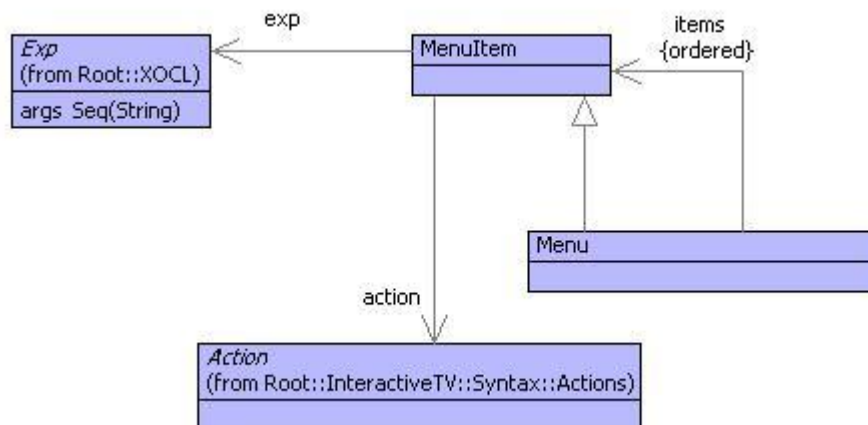 exp
Exp
(from Root::XOCL)
args Seq(String)
MenuItem
items
{ordered}
Menu
action
Action
(from Root::InteractiveTV::Syntax::Actions)